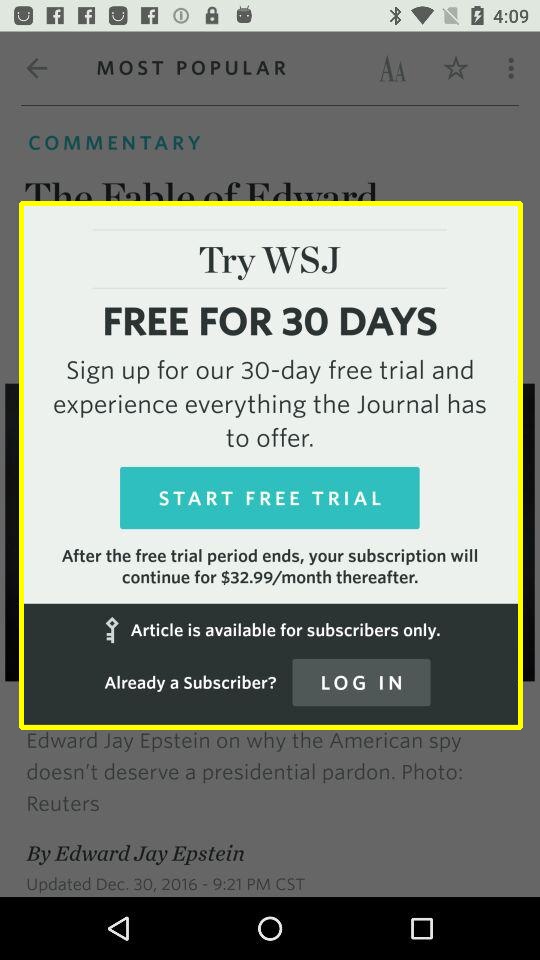 4:09
MOST POPULAR AA
COMMENTARY
The Fable of Edward
Try WSJ
FREE FOR 30 DAYS
Sign up for our 30-day free trial and
experience everything the Journal has
to offer.
START FREE TRIAL
After the free trial period ends, your subscription will
continue for $32.99/month thereafter.
Article is available for subscribers only.
Already a Subscriber? LOG IN
Edward Jay Epstein on why the American spy
doesn’t deserve a presidential pardon. Photo:
Reuters
By Edward Jay Epstein
Updated Dec. 30, 2016 - 9:21 PM CST